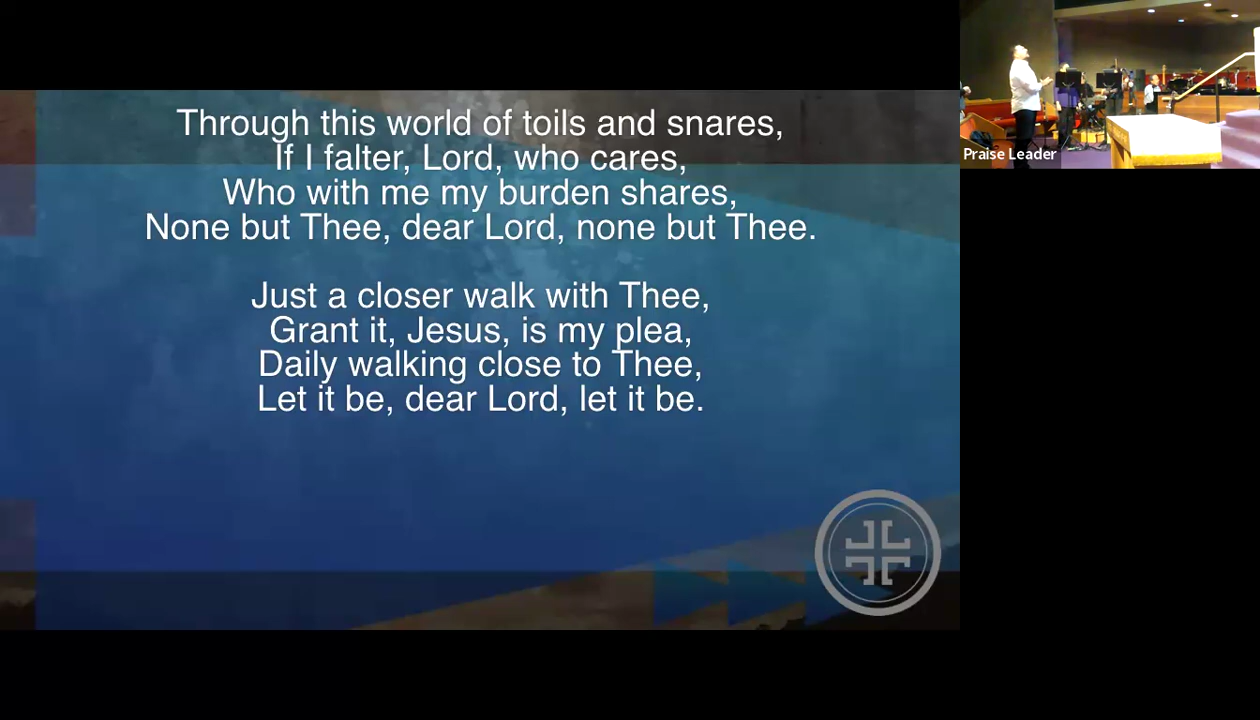 Through this world of toils and snares,
If I falter, Lord, who cares,
Who with me my burden shares,
None but Thee, dear Lord, none but Thee.
Just a closer walk with Thee,
Grant it, Jesus, is my plea,
Daily walking close to Thee,
Let it be, dear Lord, let it be.
Praise Leader